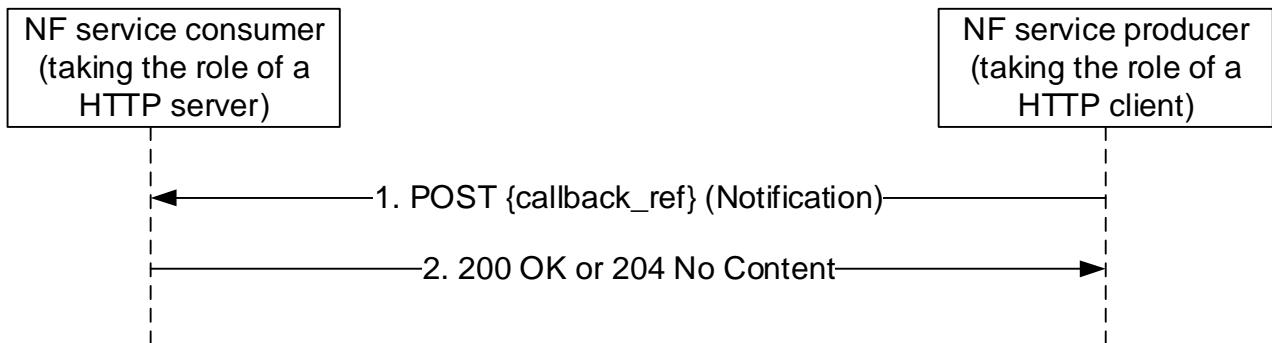 NF service consumer
(taking the role of a
HTTP server)
NF service producer
(taking the role of a
HTTP client)
1. POST {callback_ref} (Notification)
2. 200 OK or 204 No Content